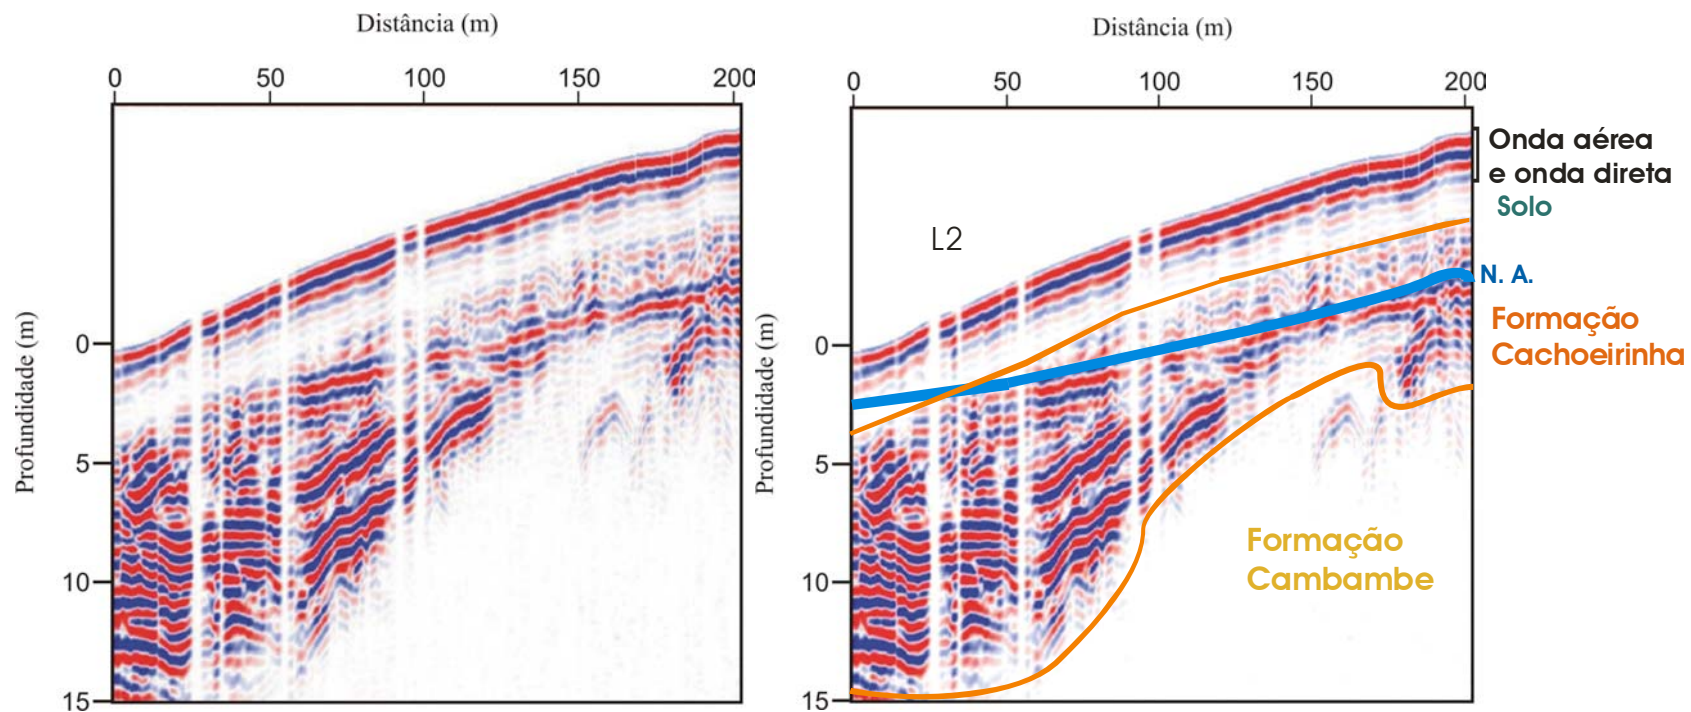 Distância (m)
0 50 100 150 200
Profundidade (m)
0
5
10
15
Distância (m)
0 50 100 150 200
Profundidade (m)
0
5
10
15
L2
Onda aérea
e onda direta
Solo
N. A.
Formação
Cachoeirinha
Formação
Cambambe